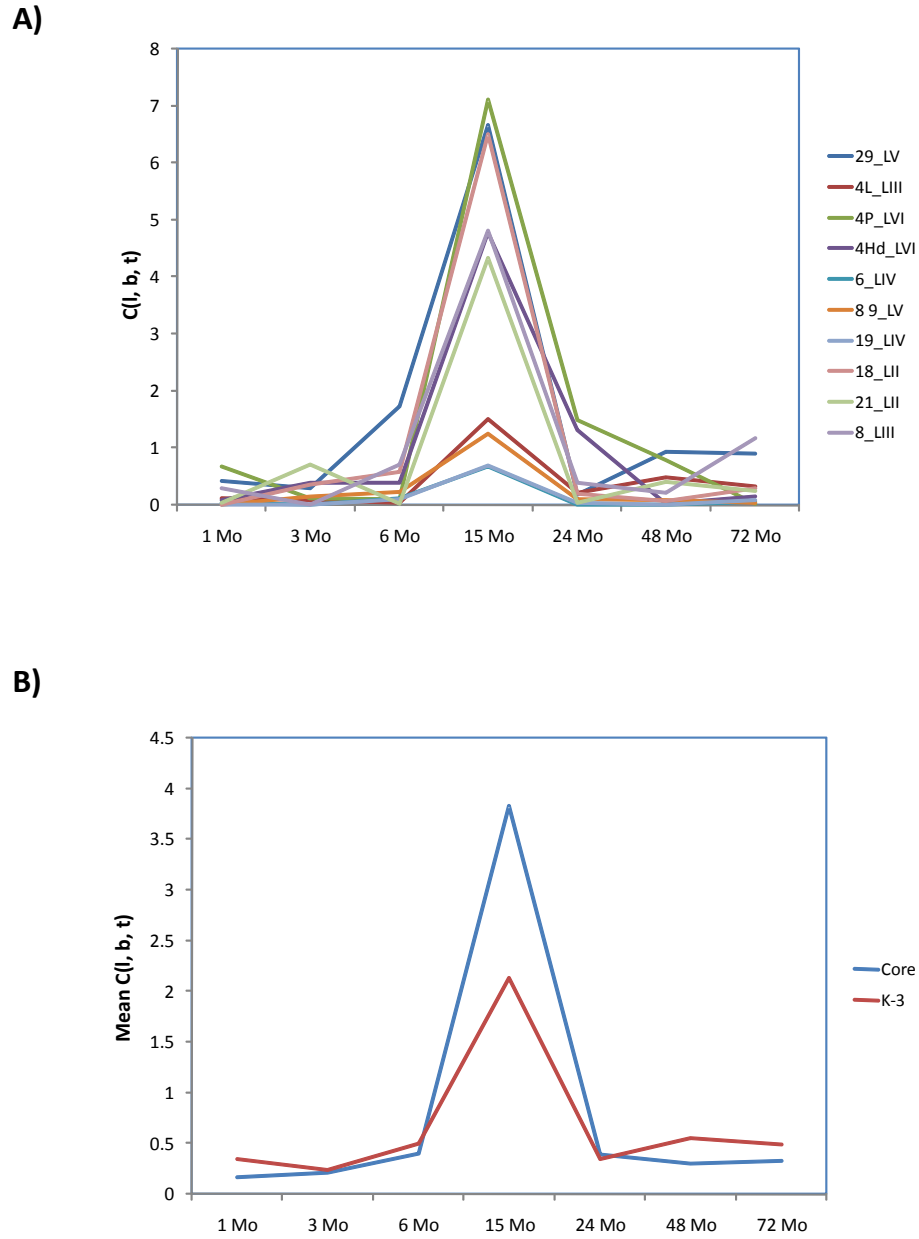 A)
8
7
6
5
4
3
2
1
0
C(l, b, t)
1 Mo 3 Mo 6 Mo 15 Mo 24 Mo 48 Mo 72 Mo
29_LV
4L_LIII
4P_LVI
4Hd_LVI
6_LIV
8 9_LV
19_LIV
18_LII
21_LII
8_LIII
B)
4.5
4
3.5
3
2.5
2
1.5
1
0.5
0
Mean C(l, b, t)
1 Mo 3 Mo 6 Mo 15 Mo 24 Mo 48 Mo 72 Mo
Core
K-3